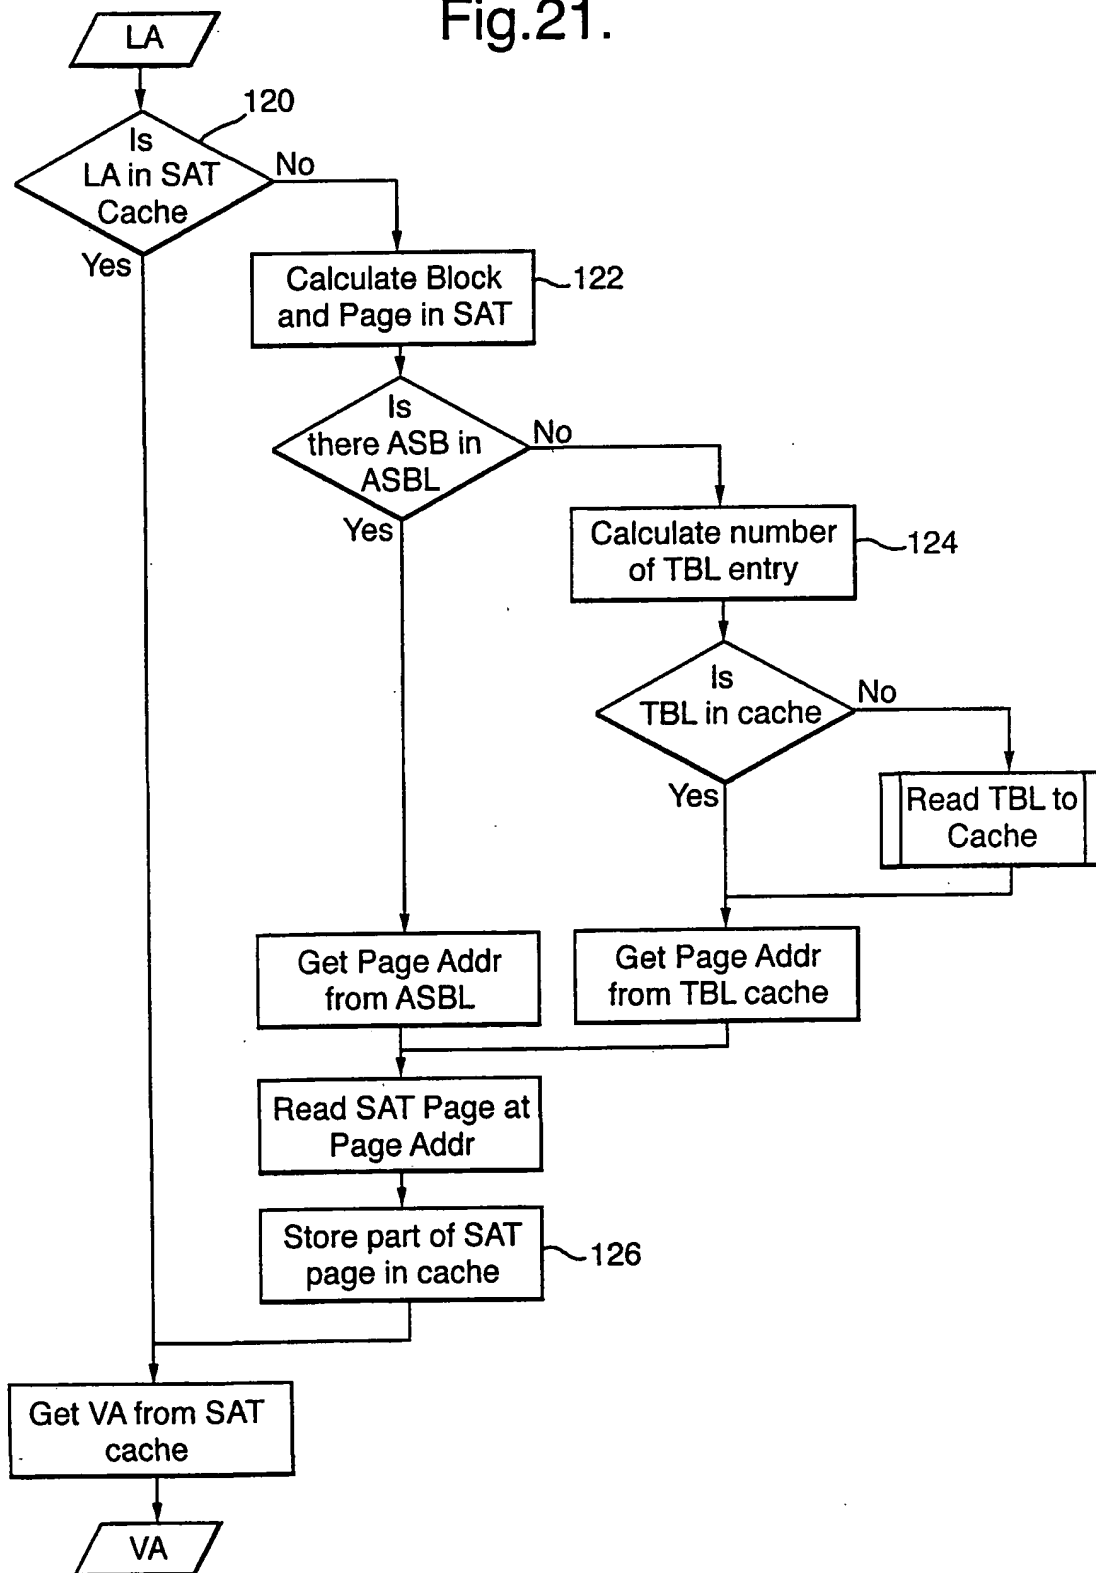 Fig.21.
LA
120
Is
LA in SAT
Cache
No
Yes
Calculate Block
and Page in SAT
122
Is
there ASB in
ASBL
No
Yes
Calculate number
of TBL entry
124
Is
TBL in cache
No
Yes
Read TBL to
Cache
Get Page Addr
from ASBL
Get Page Addr
from TBL cache
Read SAT Page at
Page Addr
Store part of SAT
page in cache
126
Get VA from SAT
cache
VA